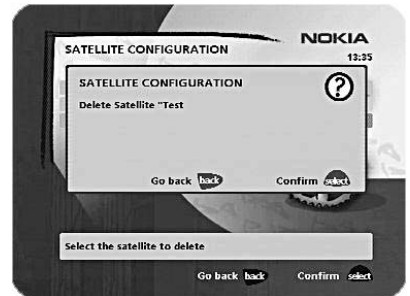 NOKIA
SATELLITE CONFIGURATION
13:35
SATELLITE CONFIGURATION
?
Delete Satellite "Test
Go back back
Confirm select
Select the satellite to delete
Go back back
Confirm select